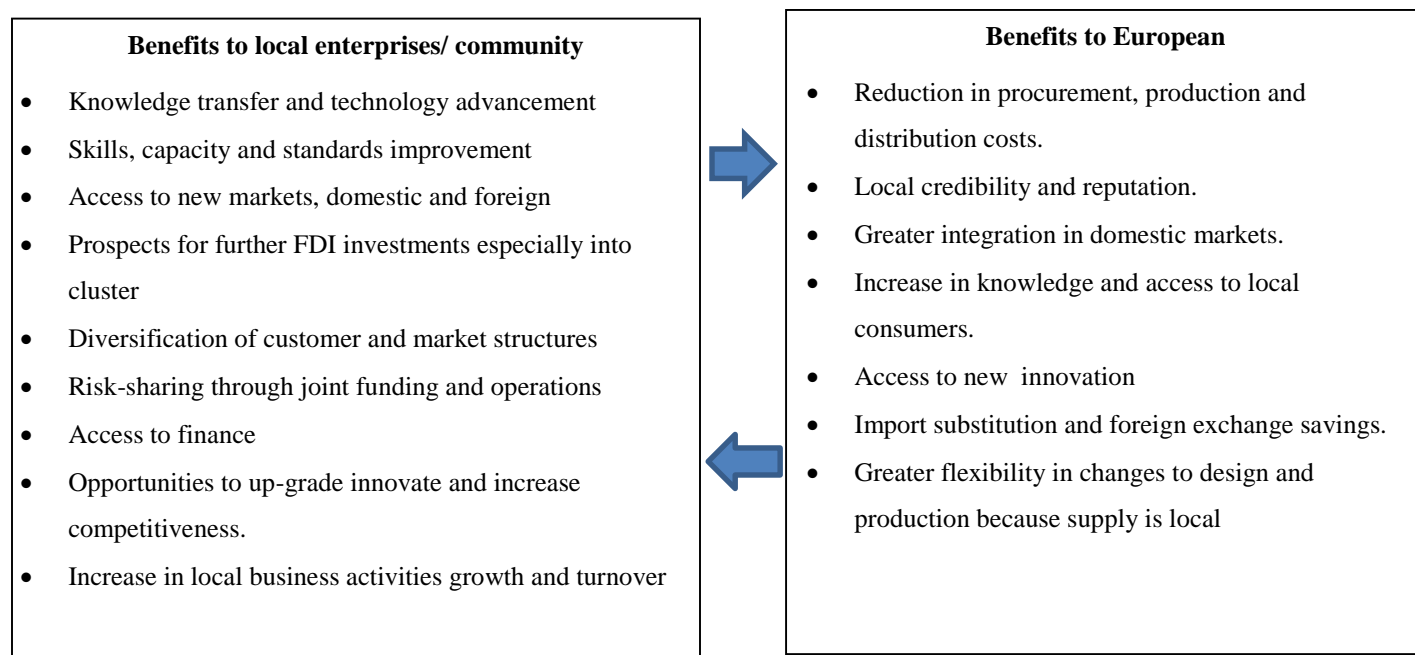 Benefits to local enterprises/ community
• Knowledge transfer and technology advancement
• Skills, capacity and standards improvement
• Access to new markets, domestic and foreign
• Prospects for further FDI investments especially into
cluster
• Diversification of customer and market structures
• Risk-sharing through joint funding and operations
• Access to finance
• Opportunities to up-grade innovate and increase
competitiveness.
• Increase in local business activities growth and turnover
Benefits to European
• Reduction in procurement, production and
distribution costs.
• Local credibility and reputation.
• Greater integration in domestic markets.
• Increase in knowledge and access to local
consumers.
• Access to new innovation
• Import substitution and foreign exchange savings.
• Greater flexibility in changes to design and
production because supply is local